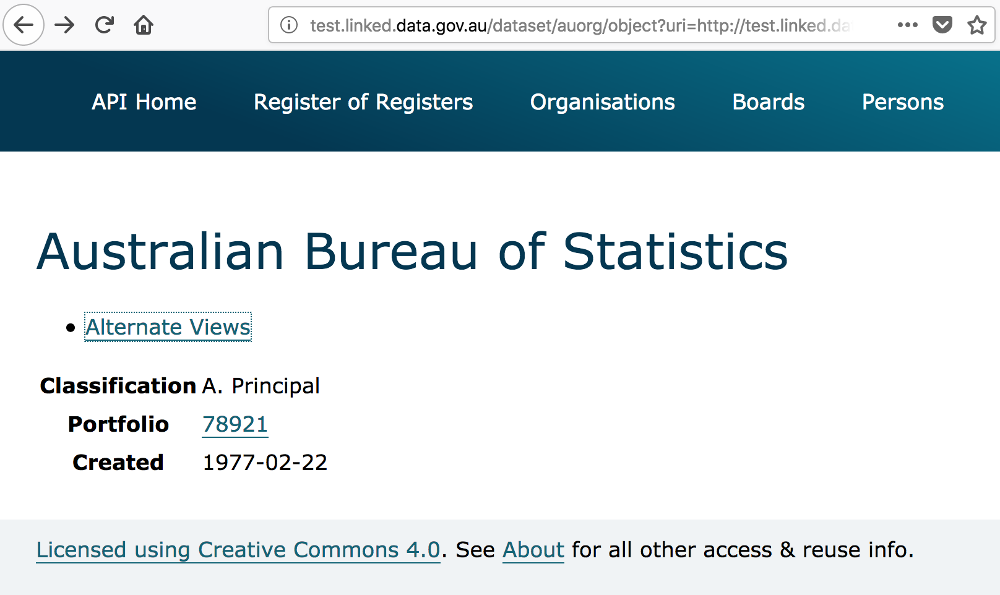 test.linked.data.gov.au/dataset/auorg/object?uri=http://test.linked.da
API Home Register of Registers Organisations Boards Persons
Australian Bureau of Statistics
Alternate Views
Classification A. Principal
Portfolio 78921
Created 1977-02-22
Licensed using Creative Commons 4.0. See About for all other access & reuse info.